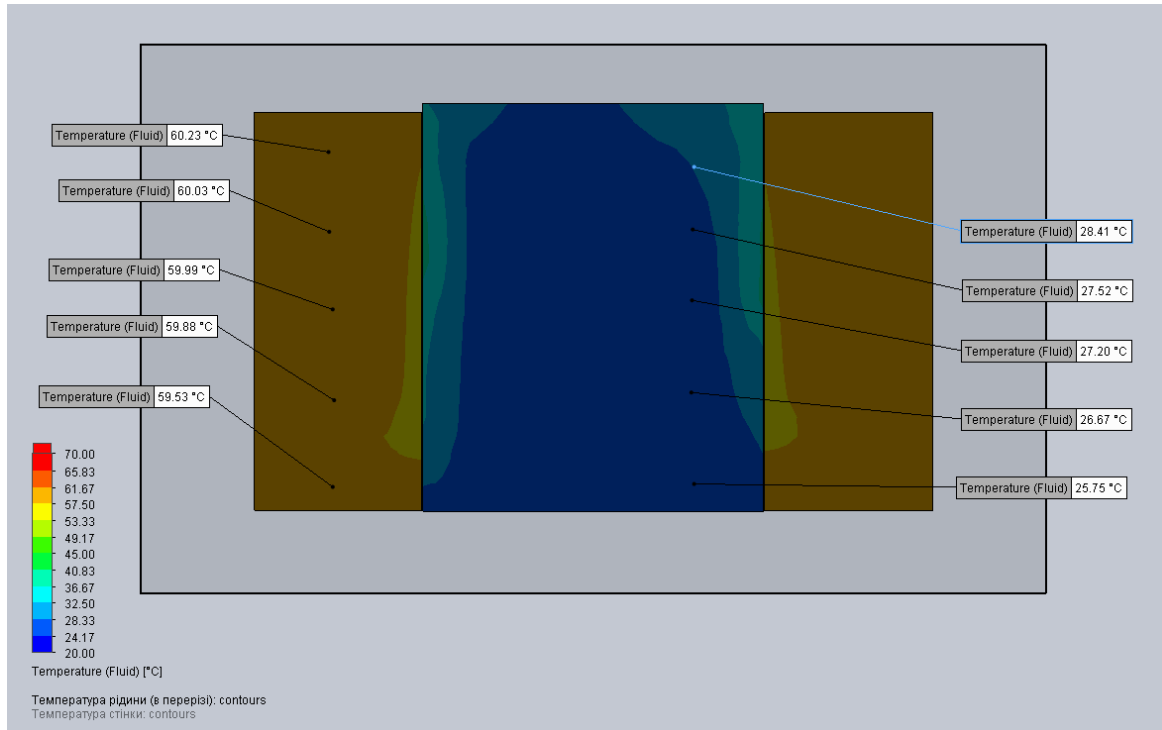 Temperature (Fluid) 60.23 °C
Temperature (Fluid) 60.03 °C
Temperature (Fluid) 59.99 °C
Temperature (Fluid) 59.88 °C
Temperature (Fluid) 59.53 °C
Temperature (Fluid) 28.41 °C
Temperature (Fluid) 27.52 °C
Temperature (Fluid) 27.20 °C
Temperature (Fluid) 26.67 °C
Temperature (Fluid) 25.75 °C
70.00
65.83
61.67
57.50
53.33
49.17
45.00
40.83
36.67
32.50
28.33
24.17
20.00
Temperature (Fluid) [°C]
Температура рідини (в перерізі): contours
Температура стінки: contours